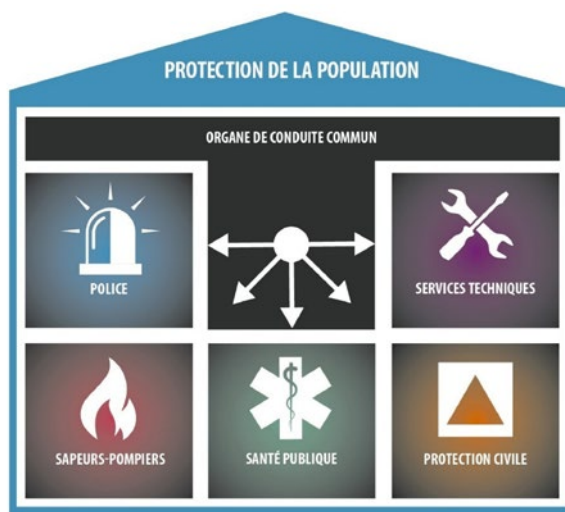 PROTECTION DE LA POPULATION
ORGANE DE CONDUITE COMMUN
POLICE
SERVICES TECHNIQUES
SAPEURS-POMPIERS
SANTÉ PUBLIQUE
PROTECTION CIVILE